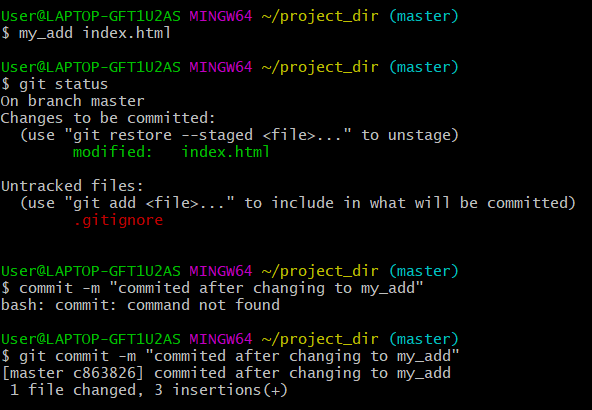 User@LAPTOP-GFT1U2AS MINGW64 ~/project_dir (master)
$ my_add index.html
User@LAPTOP-GFT1U2AS MINGW64 ~/project_dir (master)
$ git status
On branch master
Changes to be committed:
  (use "git restore --staged <file>..." to unstage)
        modified:   index.html
Untracked files:
  (use "git add <file>..." to include in what will be committed)
        .gitignore
User@LAPTOP-GFT1U2AS MINGW64 ~/project_dir (master)
$ commit -m "commited after changing to my_add"
bash: commit: command not found
User@LAPTOP-GFT1U2AS MINGW64 ~/project_dir (master)
$ git commit -m "commited after changing to my_add"
[master c863826] commited after changing to my_add
 1 file changed, 3 insertions(+)